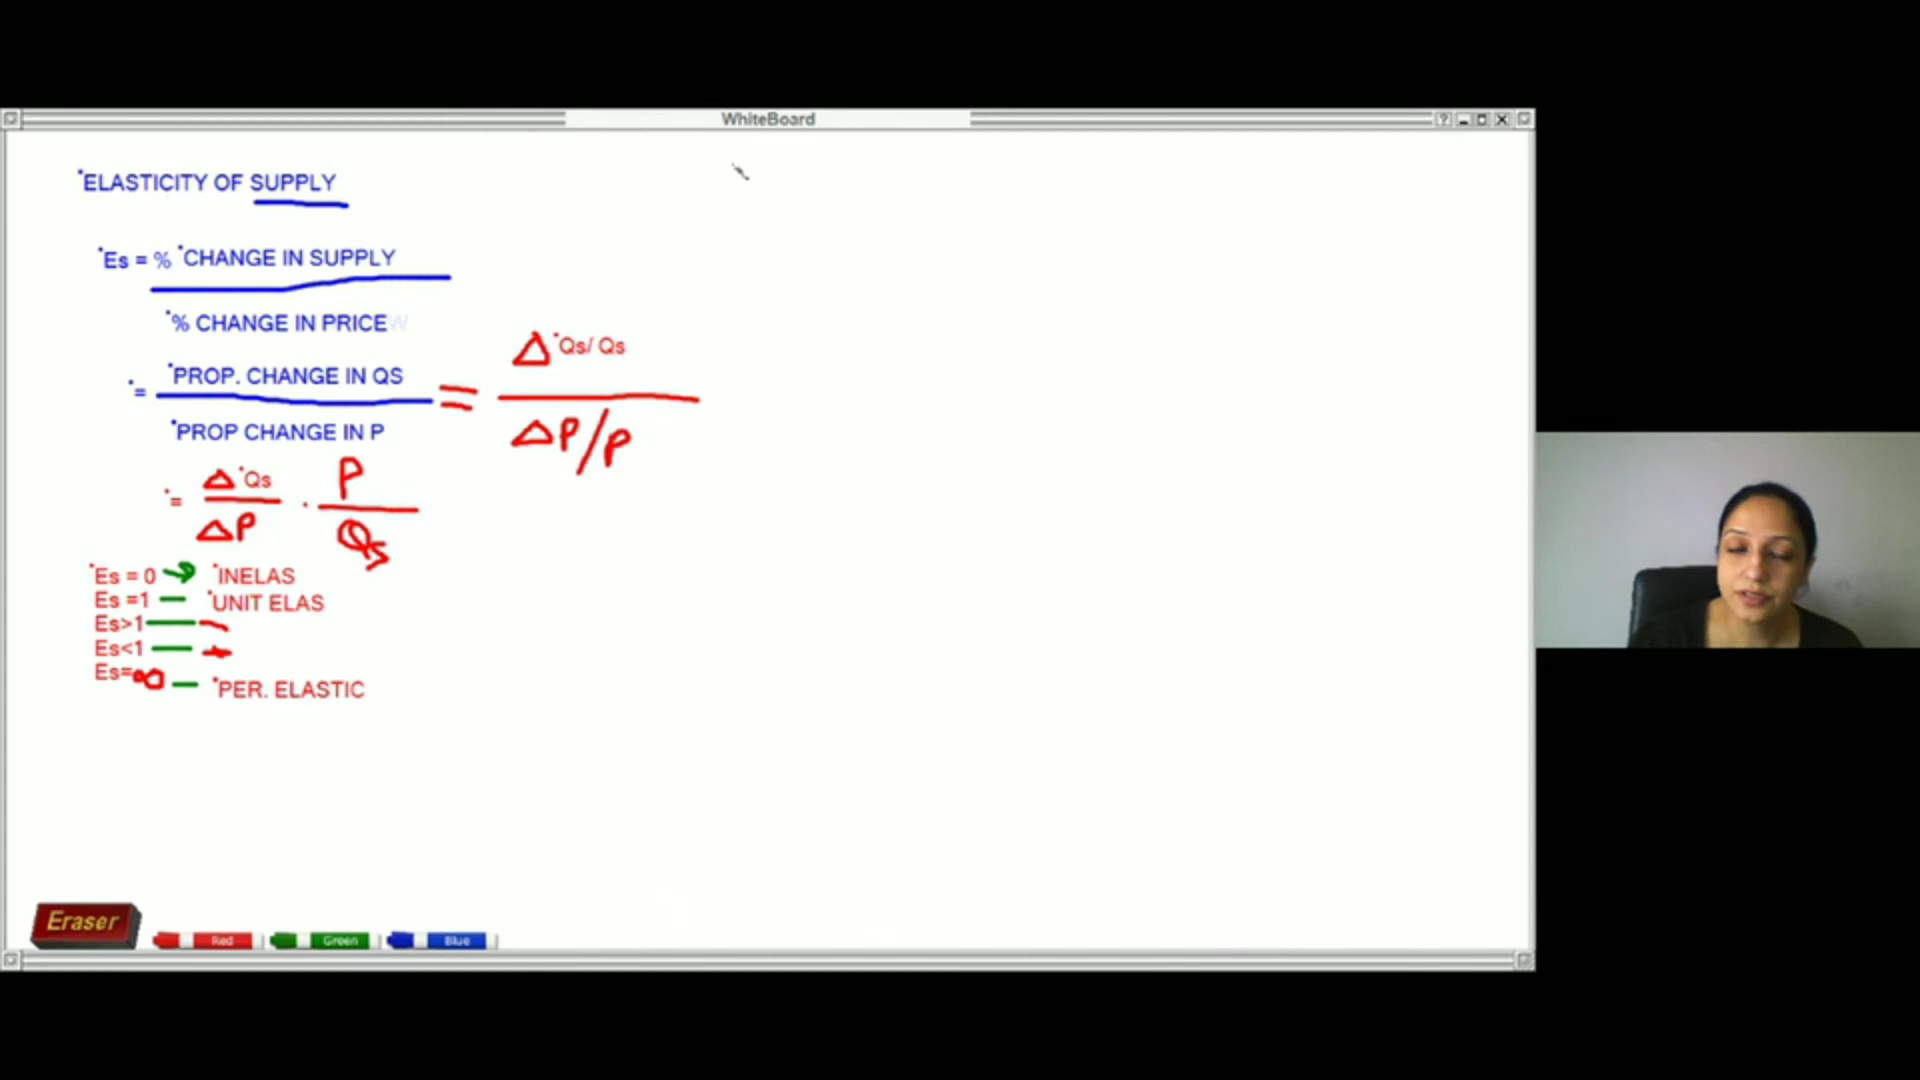 WhiteBoard
ELASTICITY OF SUPPLY
Es = % CHANGE IN SUPPLY
% CHANGE IN PRICE
Δ Qs/ Qs
= PROP. CHANGE IN QS =
PROP CHANGE IN P
ΔP/P
= Δ Qs . P
ΔP Qs
Es = 0 → INELAS
Es =1 — UNIT ELAS
Es>1 —
Es<1 —
Es=∞ — PER. ELASTIC
Eraser
Red Green Blue